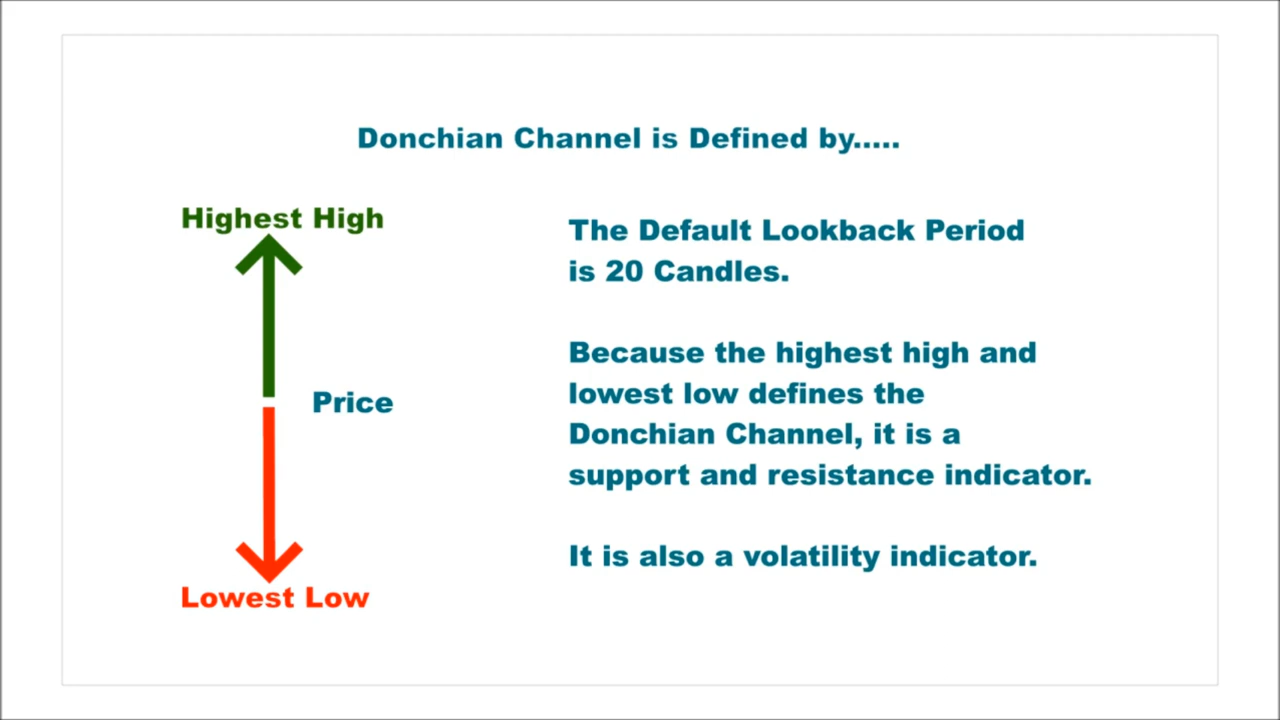 Donchian Channel is Defined by.....
Highest High
Price
Lowest Low
The Default Lookback Period
is 20 Candles.
Because the highest high and
lowest low defines the
Donchian Channel, it is a
support and resistance indicator.
It is also a volatility indicator.